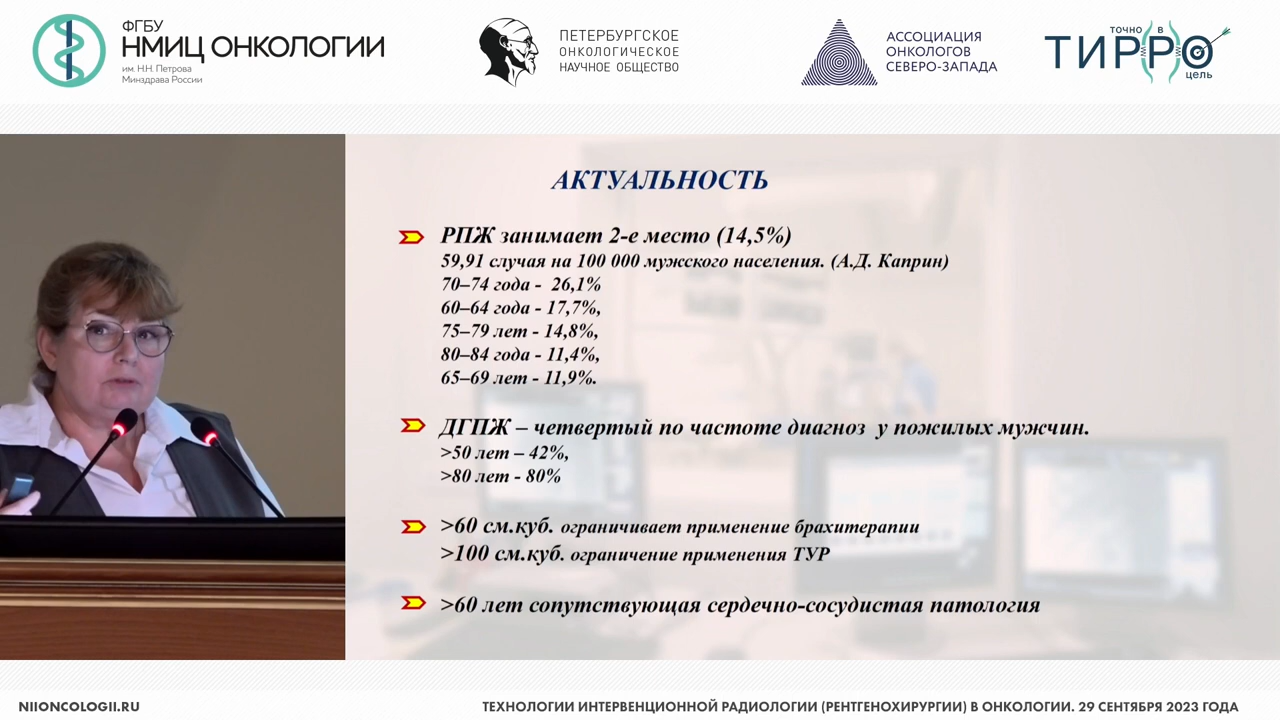 ФГБУ
НМИЦ ОНКОЛОГИИ
им. Н.Н. Петрова
Минздрава России
ПЕТЕРБУРГСКОЕ
ОНКОЛОГИЧЕСКОЕ
НАУЧНОЕ ОБЩЕСТВО
АССОЦИАЦИЯ
ОНКОЛОГОВ
СЕВЕРО-ЗАПАДА
ТОЧНО В
ТИРРО
цель
АКТУАЛЬНОСТЬ
РПЖ занимает 2-е место (14,5%)
59,91 случая на 100 000 мужского населения. (А.Д. Каприн)
70–74 года - 26,1%
60–64 года - 17,7%,
75–79 лет - 14,8%,
80–84 года - 11,4%,
65–69 лет - 11,9%.
ДГПЖ – четвертый по частоте диагноз у пожилых мужчин.
>50 лет – 42%,
>80 лет - 80%
>60 см.куб. ограничивает применение брахитерапии
>100 см.куб. ограничение применения ТУР
>60 лет сопутствующая сердечно-сосудистая патология
NIIONCOLOGII.RU
ТЕХНОЛОГИИ ИНТЕРВЕНЦИОННОЙ РАДИОЛОГИИ (РЕНТГЕНОХИРУРГИИ) В ОНКОЛОГИИ. 29 СЕНТЯБРЯ 2023 ГОДА